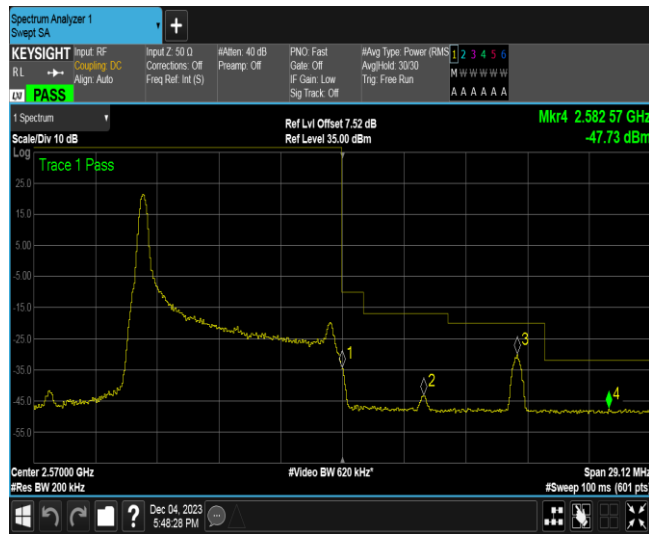 Spectrum Analyzer 1
Swept SA
+
KEYSIGHT
RL
LXI PASS
Input: RF
Coupling: DC
Align: Auto
Input Z: 50 Ω
Corrections: Off
Freq Ref: Int (S)
#Atten: 40 dB
Preamp: Off
PNO: Fast
Gate: Off
IF Gain: Low
Sig Track: Off
#Avg Type: Power (RMS
Avg|Hold: 30/30
Trig: Free Run
1 2 3 4 5 6
M W W W W W
A A A A A A
1 Spectrum
Scale/Div 10 dB
Ref Lvl Offset 7.52 dB
Ref Level 35.00 dBm
Mkr4 2.582 57 GHz
-47.73 dBm
Log
Trace 1 Pass
25.0
15.0
5.00
-5.00
-15.0
-25.0
-35.0
-45.0
-55.0
1
2
3
4
Center 2.57000 GHz
#Res BW 200 kHz
#Video BW 620 kHz*
Span 29.12 MHz
#Sweep 100 ms (601 pts)
?
Dec 04, 2023
5:48:28 PM